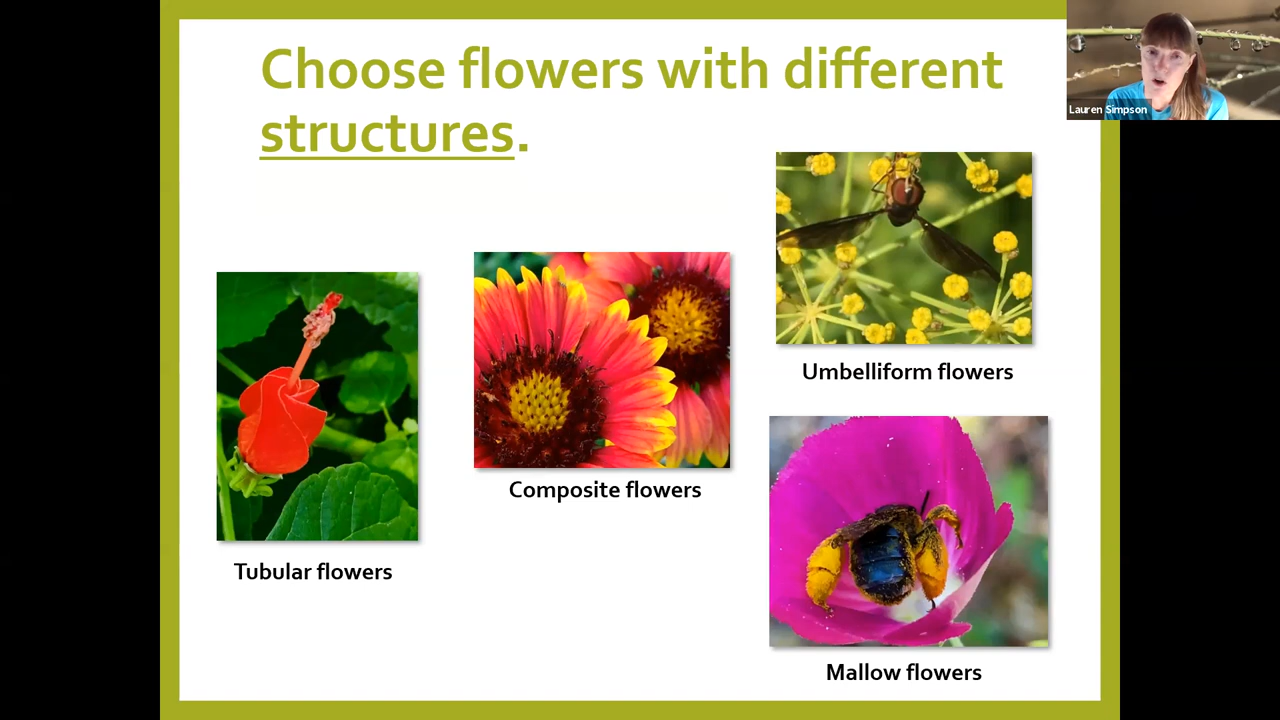 Choose flowers with different
structures.
Lauren Simpson
Umbelliform flowers
Composite flowers
Tubular flowers
Mallow flowers